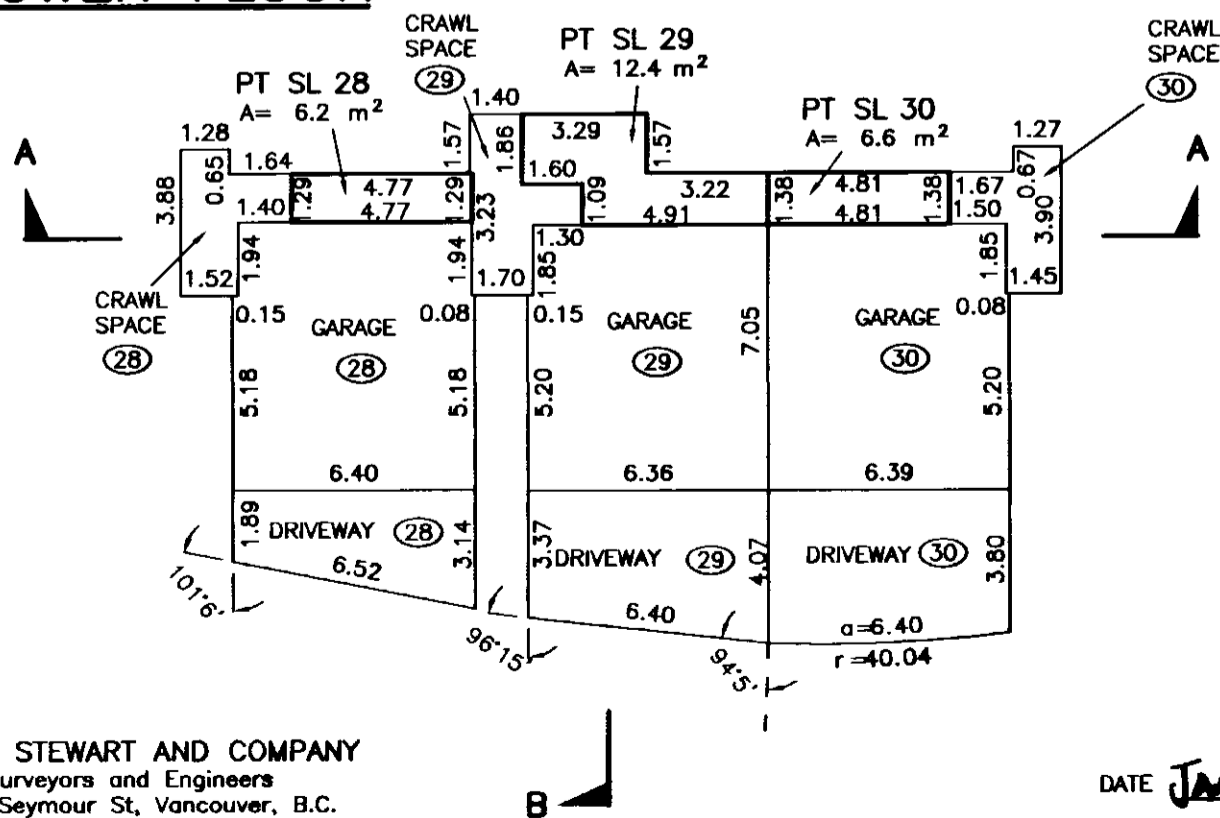 CRAWL
SPACE
29
PT SL 29
A= 12.4 m²
CRAWL
SPACE
30
PT SL 28
A= 6.2 m²
PT SL 30
A= 6.6 m²
A
A
1.28
0.65
3.88
1.64
1.40
1.29
4.77
4.77
1.29
1.57
1.40
1.86
3.29
1.57
1.60
1.09
3.22
4.91
3.23
1.38
4.81
4.81
1.38
1.27
0.67
1.67
1.50
3.90
1.52
1.94
1.94
1.70
1.30
1.85
1.85
1.45
CRAWL
SPACE
28
0.15
GARAGE
28
0.08
0.15
GARAGE
29
7.05
GARAGE
30
0.08
5.18
5.18
5.20
5.20
6.40
6.36
6.39
1.89
DRIVEWAY 28
3.14
3.37
DRIVEWAY 29
4.07
DRIVEWAY 30
3.80
6.52
6.40
a=6.40
r=40.04
101°6'
96°15'
94°5'
STEWART AND COMPANY
urveyors and Engineers
Seymour St, Vancouver, B.C.
B
DATE